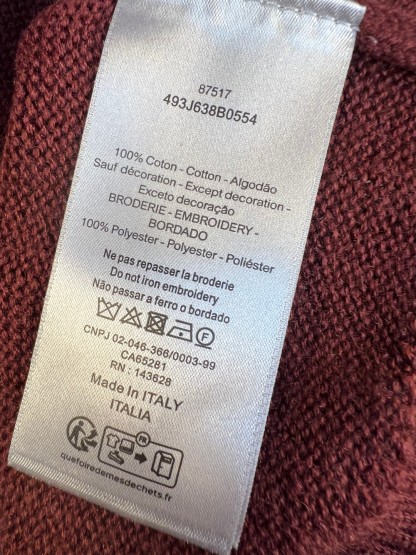 87517
493J638B0554
100% Coton - Cotton - Algodão
Sauf décoration - Except decoration -
Exceto decoração
BRODERIE - EMBROIDERY -
BORDADO
100% Polyester - Polyester - Poliéster
Ne pas repasser la broderie
Do not iron embroidery
Não passar a ferro o bordado
CNPJ 02-046-366/0003-99
CA65281
RN : 143628
Made In ITALY
ITALIA
FR
quefairedemesdechets.fr